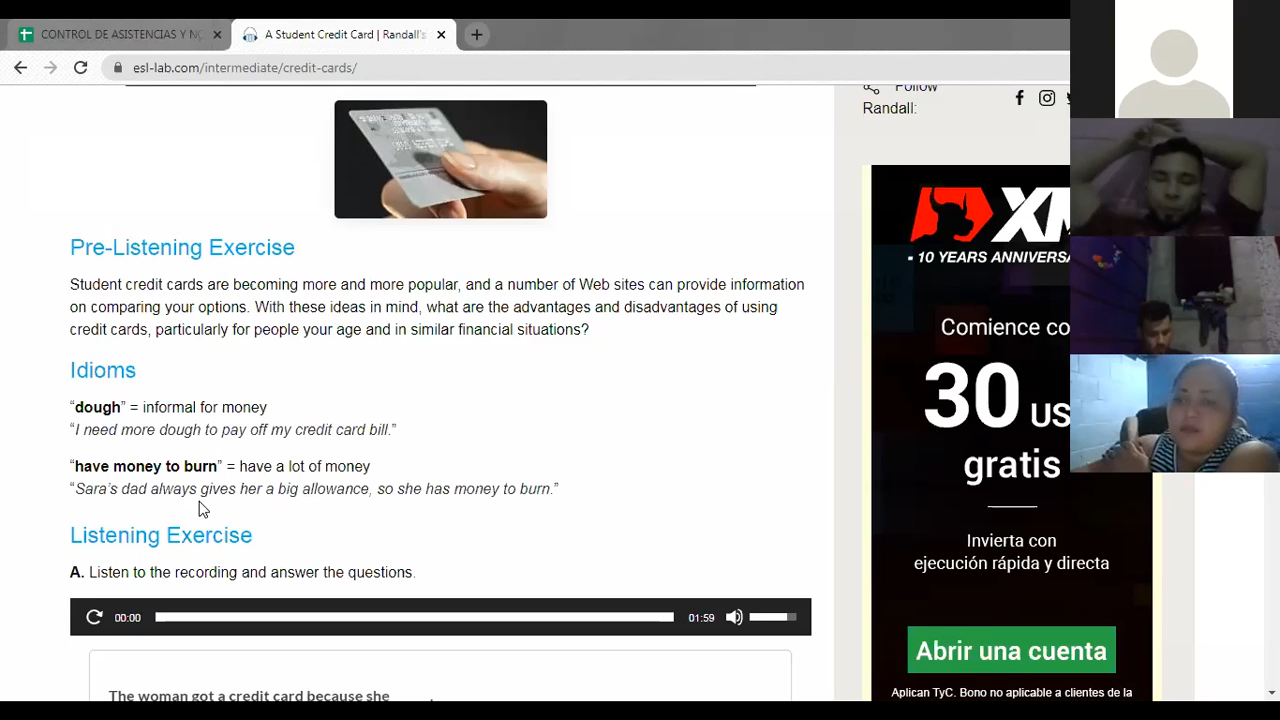 CONTROL DE ASISTENCIAS Y NO
A Student Credit Card | Randall's
esl-lab.com/intermediate/credit-cards/
Follow
Randall:
Pre-Listening Exercise
Student credit cards are becoming more and more popular, and a number of Web sites can provide information
on comparing your options. With these ideas in mind, what are the advantages and disadvantages of using
credit cards, particularly for people your age and in similar financial situations?
Idioms
“dough” = informal for money
“I need more dough to pay off my credit card bill.”
“have money to burn” = have a lot of money
“Sara’s dad always gives her a big allowance, so she has money to burn.”
Listening Exercise
A. Listen to the recording and answer the questions.
00:00
01:59
The woman got a credit card because she
XM
- 10 YEARS ANNIVERSA
Comience co
30 US
gratis
Invierta con
ejecución rápida y directa
Abrir una cuenta
Aplican TyC. Bono no aplicable a clientes de la